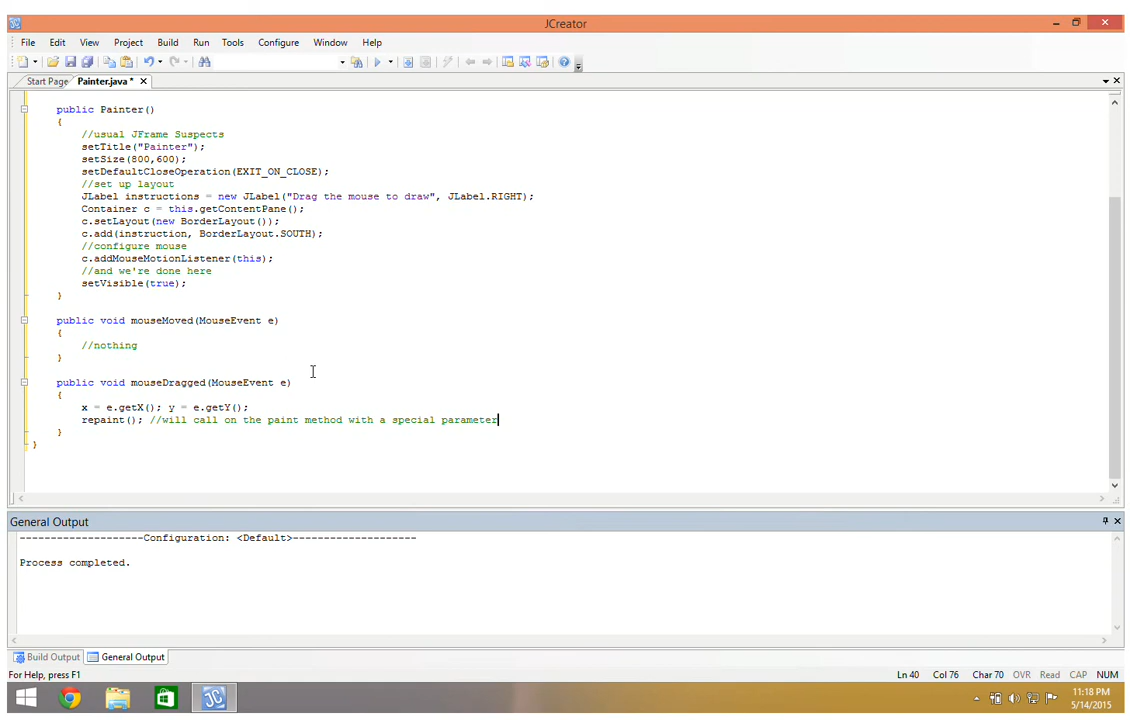 JCreator
File Edit View Project Build Run Tools Configure Window Help
Start Page Painter.java *
public Painter()
{
//usual JFrame Suspects
setTitle("Painter");
setSize(800,600);
setDefaultCloseOperation(EXIT_ON_CLOSE);
//set up layout
JLabel instructions = new JLabel("Drag the mouse to draw", JLabel.RIGHT);
Container c = this.getContentPane();
c.setLayout(new BorderLayout());
c.add(instruction, BorderLayout.SOUTH);
//configure mouse
c.addMouseMotionListener(this);
//and we're done here
setVisible(true);
}
public void mouseMoved(MouseEvent e)
{
//nothing
}
public void mouseDragged(MouseEvent e)
{
x = e.getX(); y = e.getY();
repaint(); //will call on the paint method with a special parameter
}
}
General Output
--------------------Configuration: <Default>--------------------
Process completed.
Build Output General Output
For Help, press F1 Ln 40 Col 76 Char 70 OVR Read CAP NUM
JC 11:18 PM
5/14/2015